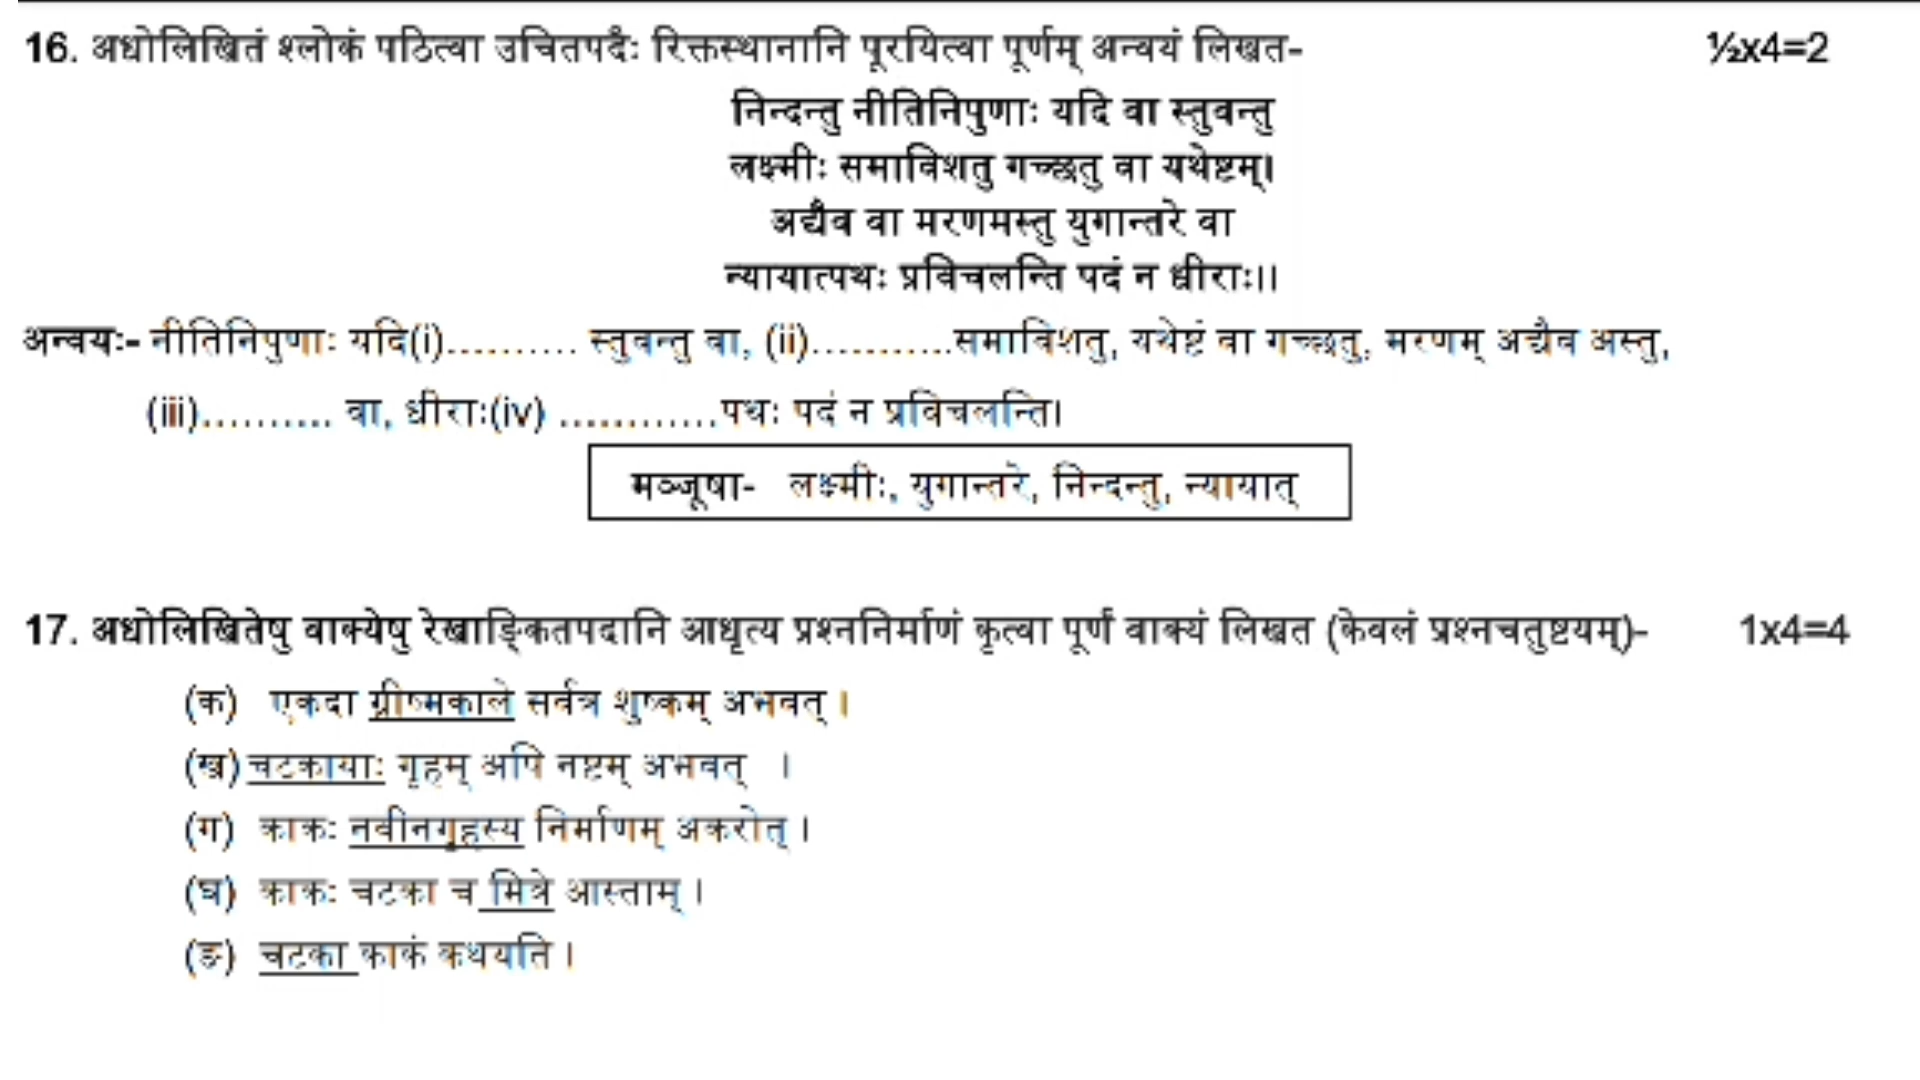 16. अधोलिखितं श्लोकं पठित्वा उचितपदैः रिक्तस्थानानि पूरयित्वा पूर्णम् अन्वयं लिखत- ½x4=2
निन्दन्तु नीतिनिपुणाः यदि वा स्तुवन्तु
लक्ष्मीः समाविशतु गच्छतु वा यथेष्टम्।
अद्यैव वा मरणमस्तु युगान्तरे वा
न्यायात्पथः प्रविचलन्ति पदं न धीराः।।
अन्वयः- नीतिनिपुणाः यदि(i).......... स्तुवन्तु वा, (ii)...........समाविशतु, यथेष्टं वा गच्छतु, मरणम् अद्यैव अस्तु,
(iii).......... वा, धीराः(iv) ............पथः पदं न प्रविचलन्ति।
मञ्जूषा- लक्ष्मीः, युगान्तरे, निन्दन्तु, न्यायात्
17. अधोलिखितेषु वाक्येषु रेखाङ्कितपदानि आधृत्य प्रश्ननिर्माणं कृत्वा पूर्णं वाक्यं लिखत (केवलं प्रश्नचतुष्टयम्)- 1x4=4
(क) एकदा ग्रीष्मकाले सर्वत्र शुष्कम् अभवत् ।
(ख) चटकायाः गृहम् अपि नष्टम् अभवत् ।
(ग) काकः नवीनगृहस्य निर्माणम् अकरोत् ।
(घ) काकः चटका च मित्रे आस्ताम् ।
(ङ) चटका काकं कथयति ।